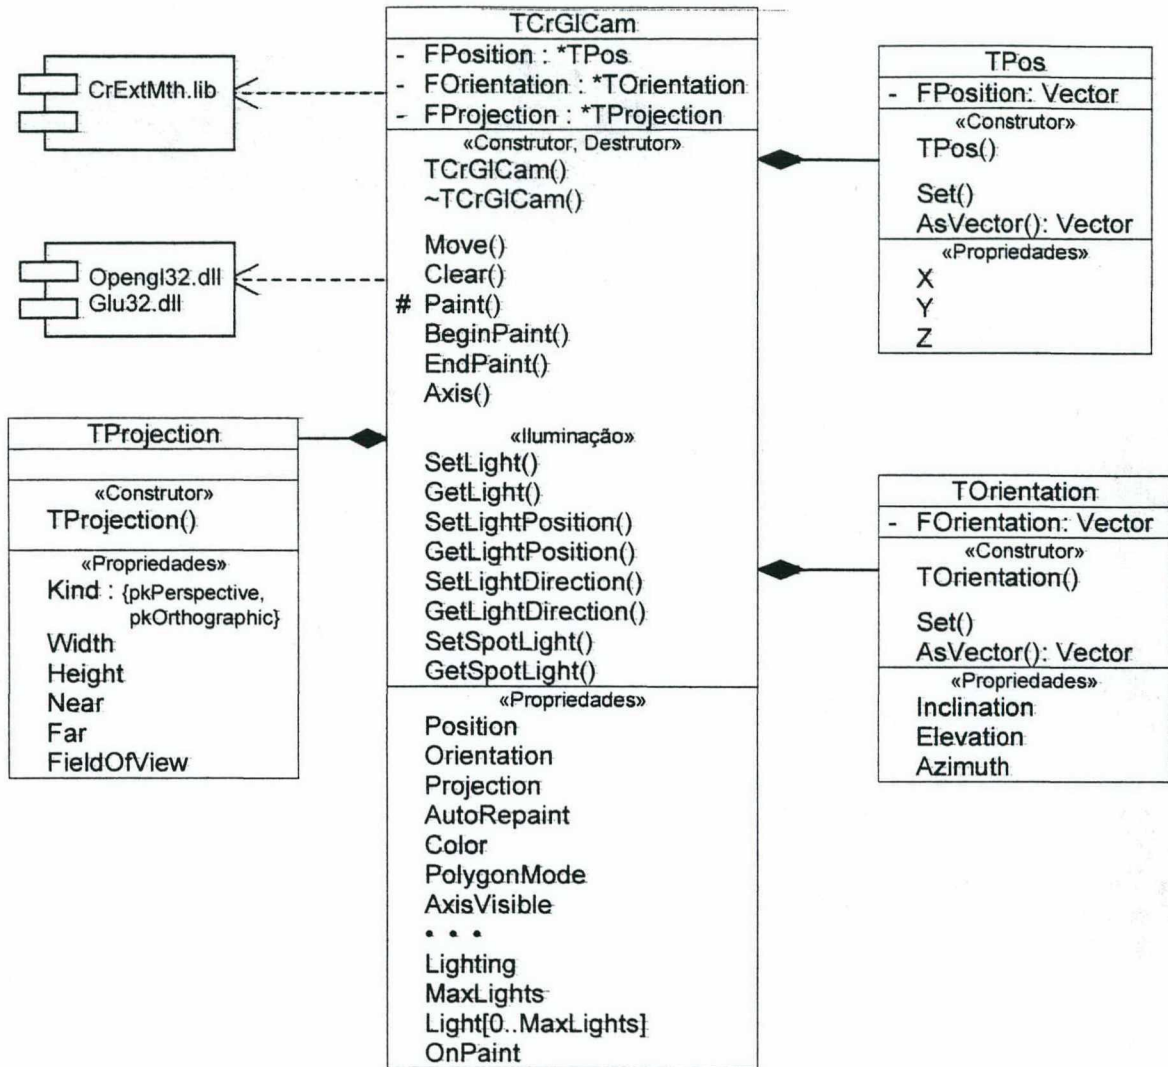 CrExtMth.lib
Opengl32.dll
Glu32.dll
TProjection
«Construtor»
TProjection()
«Propriedades»
Kind : {pkPerspective,
pkOrthographic}
Width
Height
Near
Far
FieldOfView
TCrGlCam
- FPosition : *TPos
- FOrientation : *TOrientation
- FProjection : *TProjection
«Construtor, Destrutor»
TCrGlCam()
~TCrGlCam()
Move()
Clear()
# Paint()
BeginPaint()
EndPaint()
Axis()
«Iluminação»
SetLight()
GetLight()
SetLightPosition()
GetLightPosition()
SetLightDirection()
GetLightDirection()
SetSpotLight()
GetSpotLight()
«Propriedades»
Position
Orientation
Projection
AutoRepaint
Color
PolygonMode
AxisVisible
• • •
Lighting
MaxLights
Light[0..MaxLights]
OnPaint
TPos
- FPosition: Vector
«Construtor»
TPos()
Set()
AsVector(): Vector
«Propriedades»
X
Y
Z
TOrientation
- FOrientation: Vector
«Construtor»
TOrientation()
Set()
AsVector(): Vector
«Propriedades»
Inclination
Elevation
Azimuth